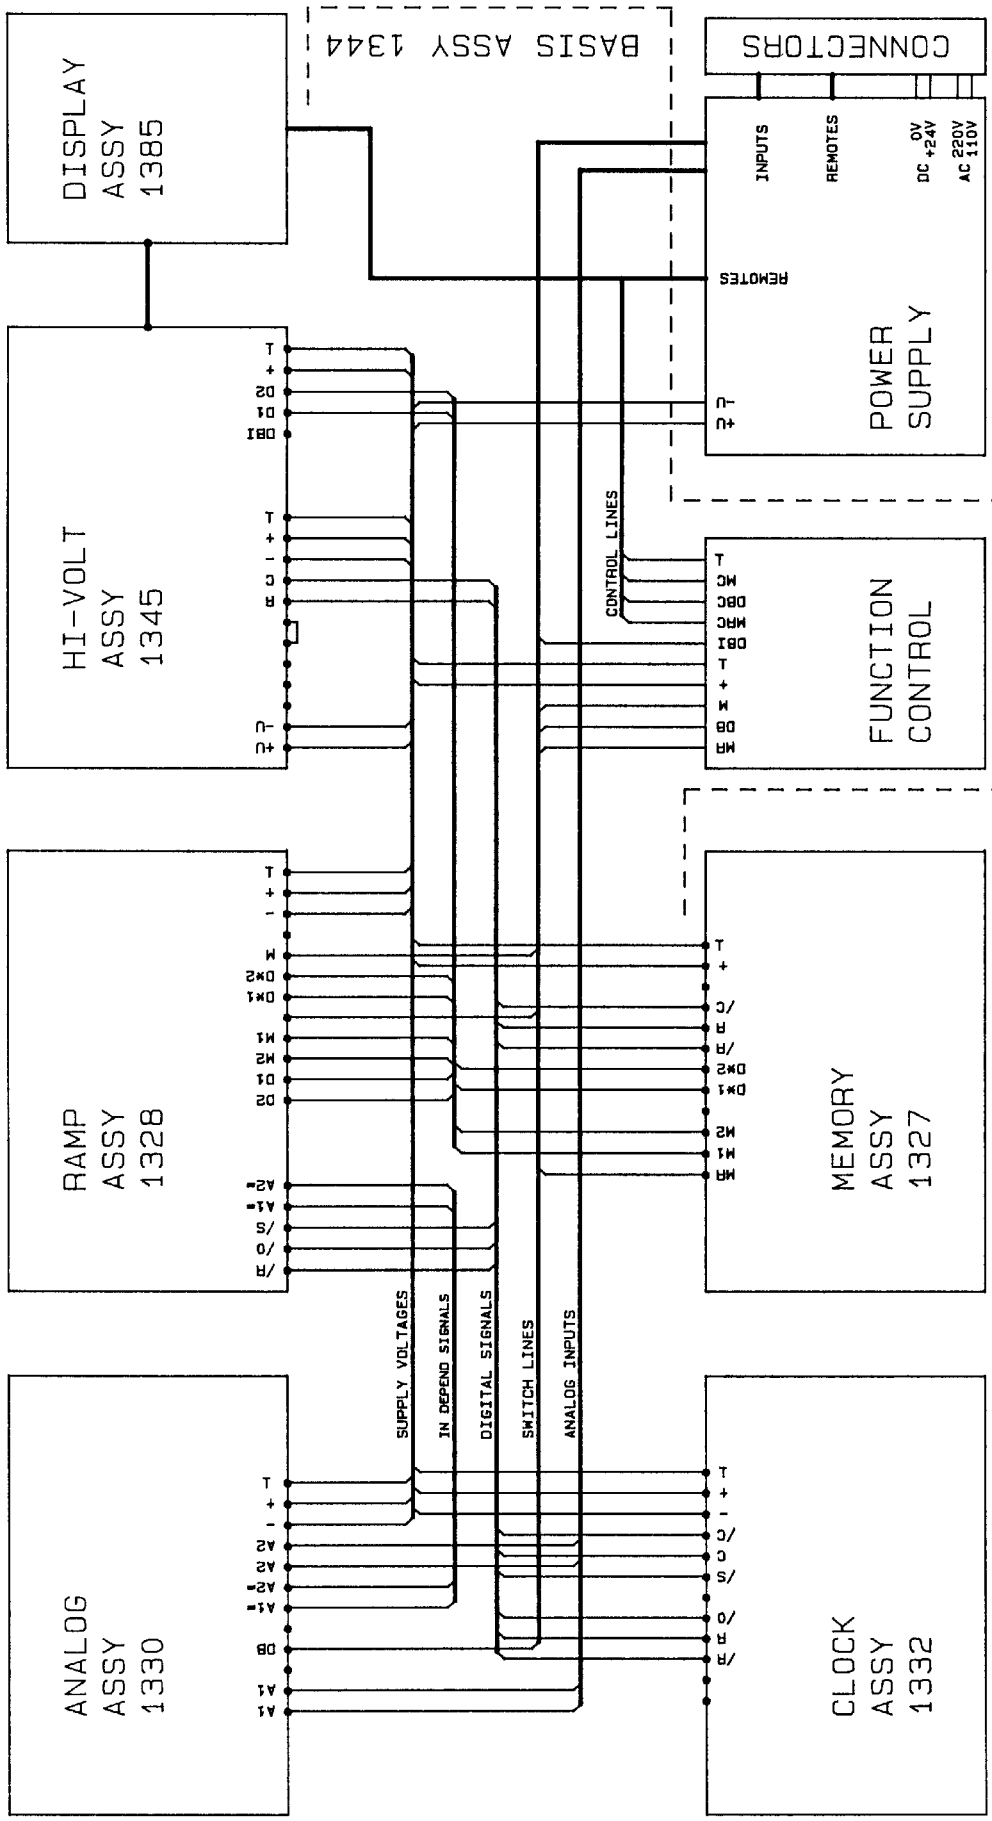 DISPLAY
ASSY
1385
BASIS ASSY 1344
CONNECTORS
INPUTS
REMOTES
0V
DC +24V
AC 220V
110V
REMOTES
-U
+U
POWER
SUPPLY
HI-VOLT
ASSY
1345
⊥
+
D2
D1
DBI
⊥
+
-
C
R
-U
+U
CONTROL LINES
⊥
MC
DBC
MRC
DBI
⊥
+
M
DB
MR
FUNCTION
CONTROL
RAMP
ASSY
1328
⊥
+
-
M
D*2
D*1
M1
M2
D1
D2
A2=
A1=
/S
/O
/R
⊥
+
/C
R
/R
D*2
D*1
M2
M1
MR
MEMORY
ASSY
1327
SUPPLY VOLTAGES
IN DEPEND SIGNALS
DIGITAL SIGNALS
SWITCH LINES
ANALOG INPUTS
ANALOG
ASSY
1330
⊥
+
-
A2
A2
A2=
A1=
DB
A1
A1
⊥
+
-
/C
C
/S
/O
R
/R
CLOCK
ASSY
1332